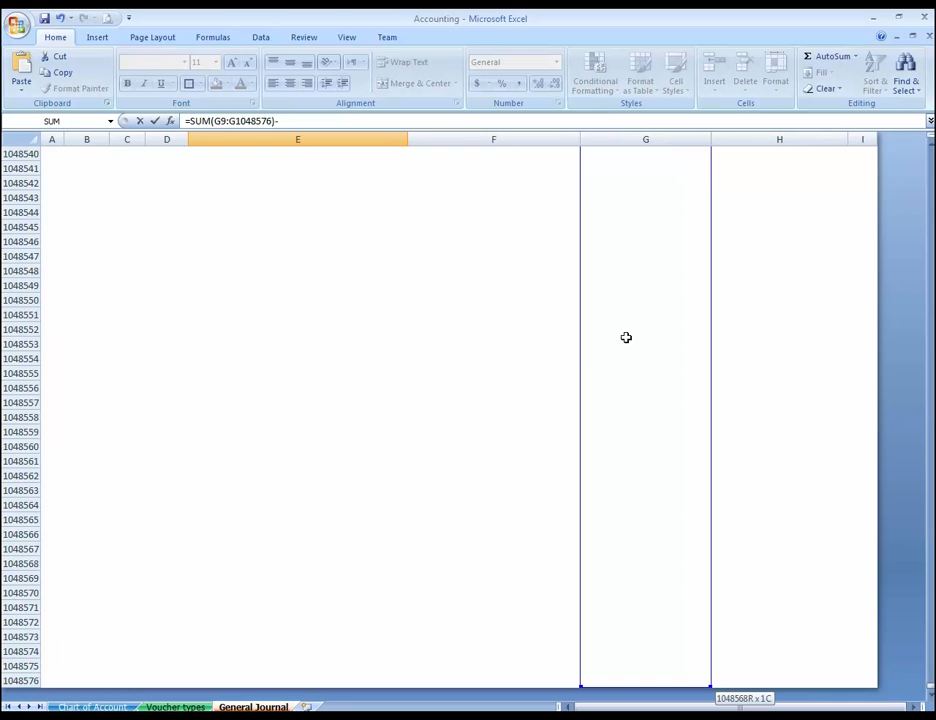 Accounting - Microsoft Excel
Home Insert Page Layout Formulas Data Review View Team
Paste
Cut
Copy
Format Painter
Clipboard
11
B I U
Font
Wrap Text
Merge & Center
Alignment
General
$ % ,
Number
Conditional Formatting
Format as Table
Cell Styles
Styles
Insert Delete Format
Cells
AutoSum
Fill
Clear
Sort & Filter
Find & Select
Editing
SUM
fx
=SUM(G9:G1048576)-
A B C D E F G H I
1048540
1048541
1048542
1048543
1048544
1048545
1048546
1048547
1048548
1048549
1048550
1048551
1048552
1048553
1048554
1048555
1048556
1048557
1048558
1048559
1048560
1048561
1048562
1048563
1048564
1048565
1048566
1048567
1048568
1048569
1048570
1048571
1048572
1048573
1048574
1048575
1048576
1048568R x 1C
Chart of Account Voucher types General Journal